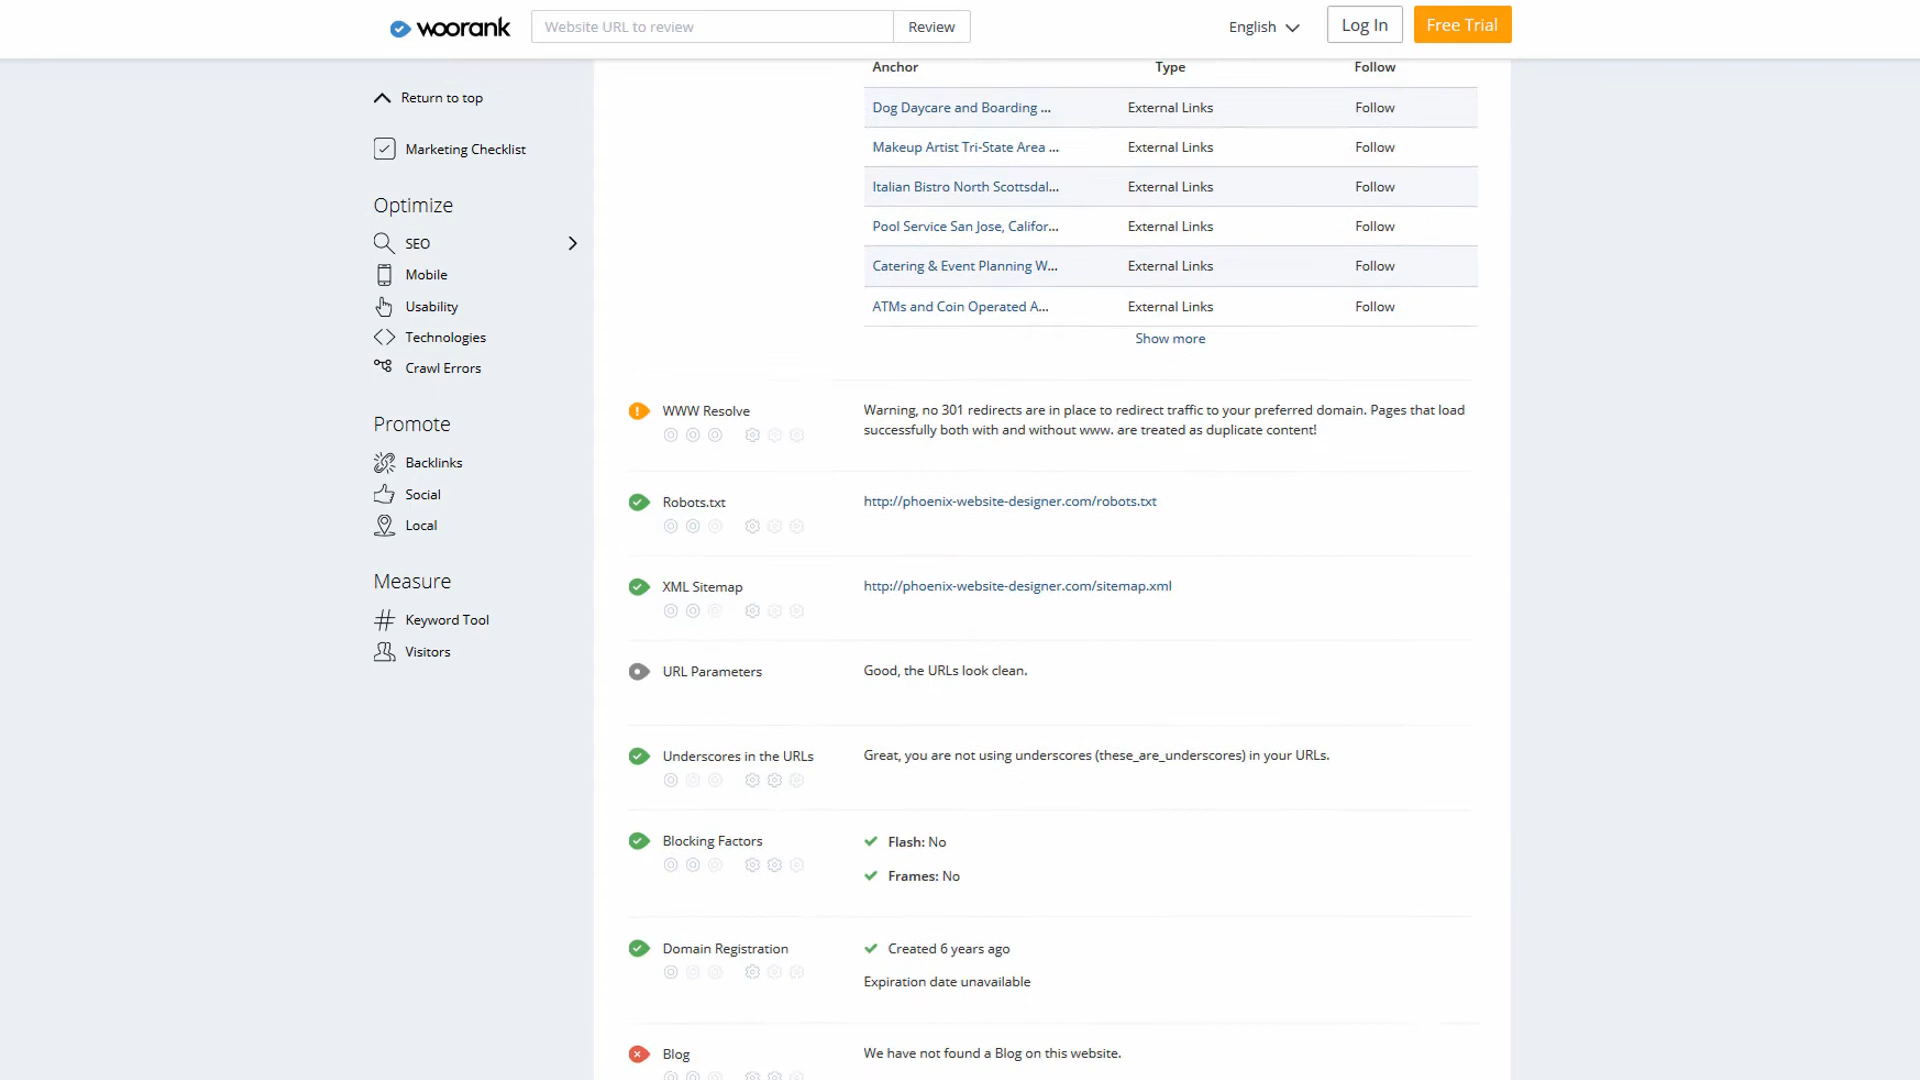 woorank
Website URL to review
Review
English
Log In
Free Trial
Return to top
Marketing Checklist
Optimize
SEO
Mobile
Usability
Technologies
Crawl Errors
Promote
Backlinks
Social
Local
Measure
Keyword Tool
Visitors
Anchor Type Follow
Dog Daycare and Boarding ... External Links Follow
Makeup Artist Tri-State Area ... External Links Follow
Italian Bistro North Scottsdal... External Links Follow
Pool Service San Jose, Califor... External Links Follow
Catering & Event Planning W... External Links Follow
ATMs and Coin Operated A... External Links Follow
Show more
WWW Resolve
Warning, no 301 redirects are in place to redirect traffic to your preferred domain. Pages that load
successfully both with and without www. are treated as duplicate content!
Robots.txt
http://phoenix-website-designer.com/robots.txt
XML Sitemap
http://phoenix-website-designer.com/sitemap.xml
URL Parameters
Good, the URLs look clean.
Underscores in the URLs
Great, you are not using underscores (these_are_underscores) in your URLs.
Blocking Factors
Flash: No
Frames: No
Domain Registration
Created 6 years ago
Expiration date unavailable
Blog
We have not found a Blog on this website.